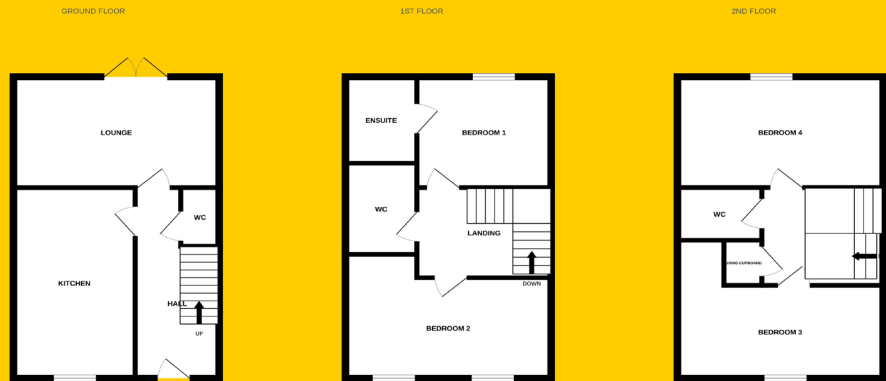 GROUND FLOOR
LOUNGE
WC
KITCHEN
HALL
UP
1ST FLOOR
ENSUITE
BEDROOM 1
WC
LANDING
DOWN
BEDROOM 2
2ND FLOOR
BEDROOM 4
WC
CUPBOARD
BEDROOM 3